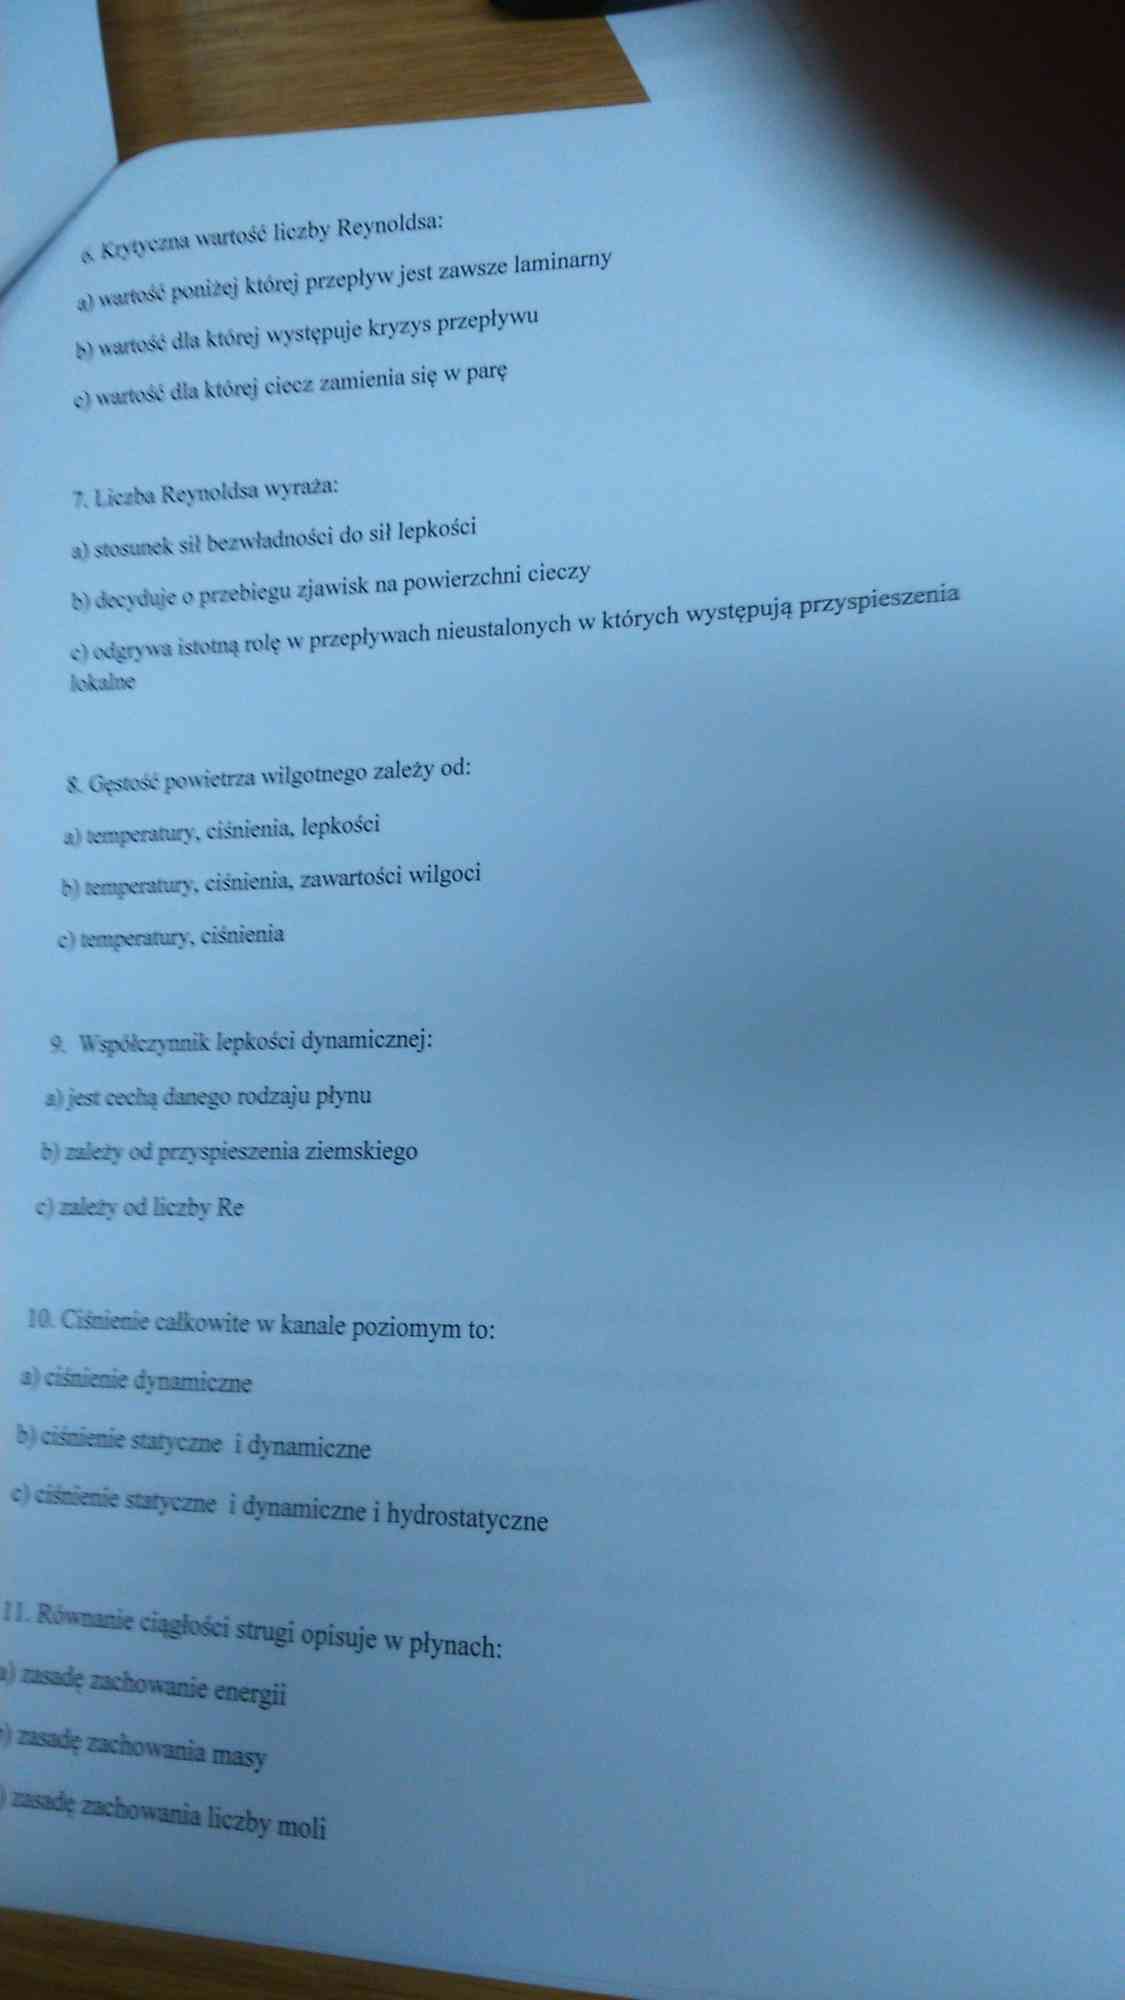 6. Krytyczna wartość liczby Reynoldsa:
a) wartość poniżej której przepływ jest zawsze laminarny
b) wartość dla której występuje kryzys przepływu
c) wartość dla której ciecz zamienia się w parę
7. Liczba Reynoldsa wyraża:
a) stosunek sił bezwładności do sił lepkości
b) decyduje o przebiegu zjawisk na powierzchni cieczy
c) odgrywa istotną rolę w przepływach nieustalonych w których występują przyspieszenia
lokalne
8. Gęstość powietrza wilgotnego zależy od:
a) temperatury, ciśnienia, lepkości
b) temperatury, ciśnienia, zawartości wilgoci
c) temperatury, ciśnienia
9. Współczynnik lepkości dynamicznej:
a) jest cechą danego rodzaju płynu
b) zależy od przyspieszenia ziemskiego
c) zależy od liczby Re
10. Ciśnienie całkowite w kanale poziomym to:
a) ciśnienie dynamiczne
b) ciśnienie statyczne i dynamiczne
c) ciśnienie statyczne i dynamiczne i hydrostatyczne
11. Równanie ciągłości strugi opisuje w płynach:
a) zasadę zachowanie energii
) zasadę zachowania masy
) zasadę zachowania liczby moli